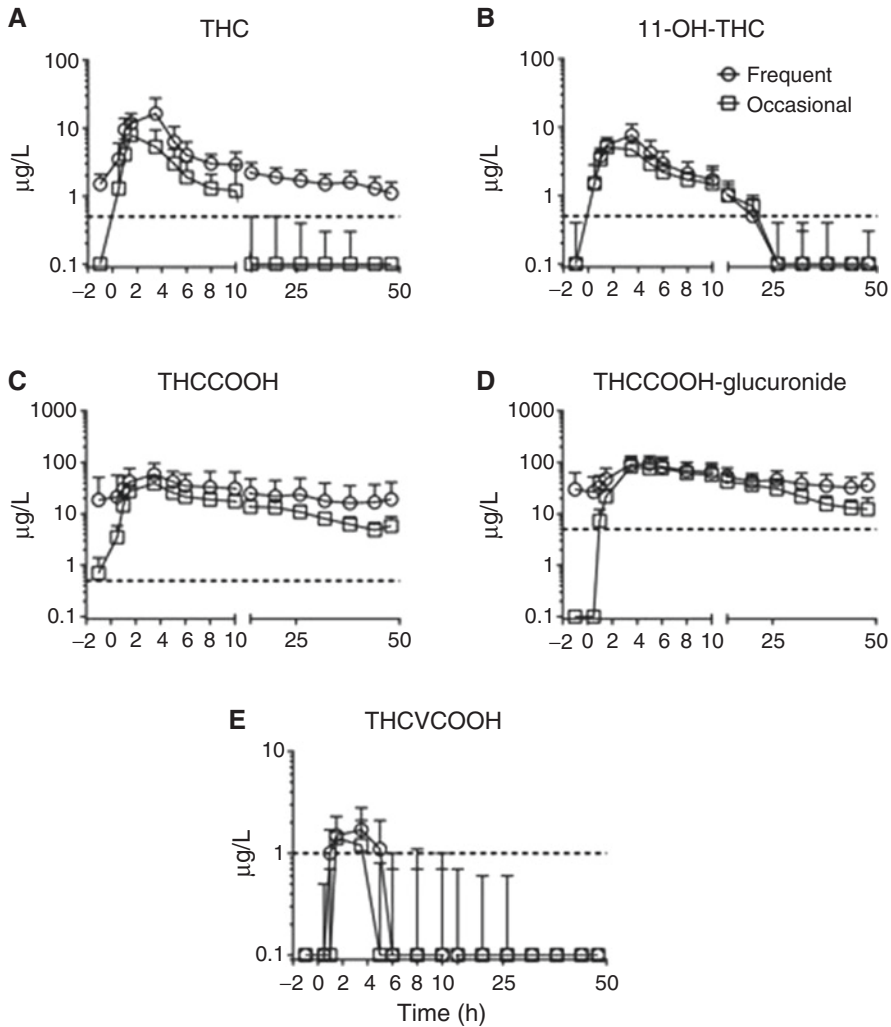 A
THC
100
10
1
0.1
µg/L
−2 0 2 4 6 8 10 25 50
B
11-OH-THC
100
10
1
0.1
µg/L
Frequent
Occasional
−2 0 2 4 6 8 10 25 50
C
THCCOOH
1000
100
10
1
0.1
µg/L
−2 0 2 4 6 8 10 25 50
D
THCCOOH-glucuronide
1000
100
10
1
0.1
µg/L
−2 0 2 4 6 8 10 25 50
E
THCVCOOH
10
1
0.1
µg/L
−2 0 2 4 6 8 10 25 50
Time (h)